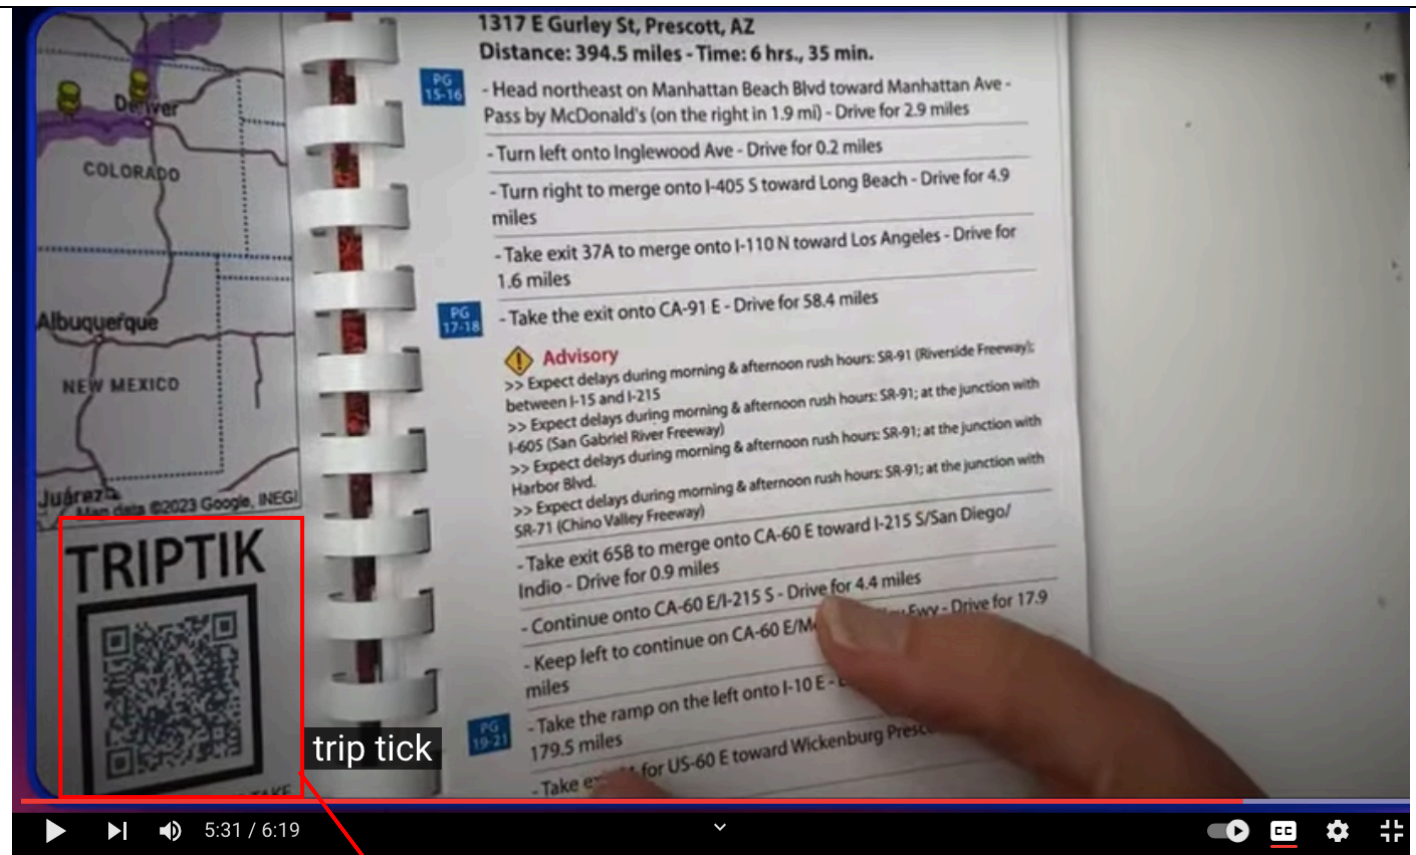 Denver
COLORADO
Albuquerque
NEW MEXICO
Juárez
Map data ©2023 Google, INEGI
TRIPTIK
1317 E Gurley St, Prescott, AZ
Distance: 394.5 miles - Time: 6 hrs., 35 min.
PG
15-16
- Head northeast on Manhattan Beach Blvd toward Manhattan Ave -
Pass by McDonald's (on the right in 1.9 mi) - Drive for 2.9 miles
- Turn left onto Inglewood Ave - Drive for 0.2 miles
- Turn right to merge onto I-405 S toward Long Beach - Drive for 4.9
miles
- Take exit 37A to merge onto I-110 N toward Los Angeles - Drive for
1.6 miles
PG
17-18
- Take the exit onto CA-91 E - Drive for 58.4 miles
Advisory
>> Expect delays during morning & afternoon rush hours: SR-91 (Riverside Freeway);
between I-15 and I-215
>> Expect delays during morning & afternoon rush hours: SR-91; at the junction with
I-605 (San Gabriel River Freeway)
>> Expect delays during morning & afternoon rush hours: SR-91; at the junction with
Harbor Blvd.
>> Expect delays during morning & afternoon rush hours: SR-91; at the junction with
SR-71 (Chino Valley Freeway)
- Take exit 65B to merge onto CA-60 E toward I-215 S/San Diego/
Indio - Drive for 0.9 miles
- Continue onto CA-60 E/I-215 S - Drive for 4.4 miles
- Keep left to continue on CA-60 E/ Fwy - Drive for 17.9
miles
PG
19-21
- Take the ramp on the left onto I-10 E -
179.5 miles
- Take for US-60 E toward Wickenburg
trip tick
5:31 / 6:19
CC